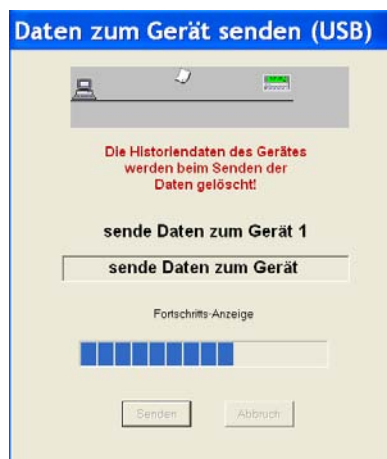 Daten zum Gerät senden (USB)
Die Historiendaten des Gerätes
werden beim Senden der
Daten gelöscht!
sende Daten zum Gerät 1
sende Daten zum Gerät
Fortschritts-Anzeige
Senden
Abbruch